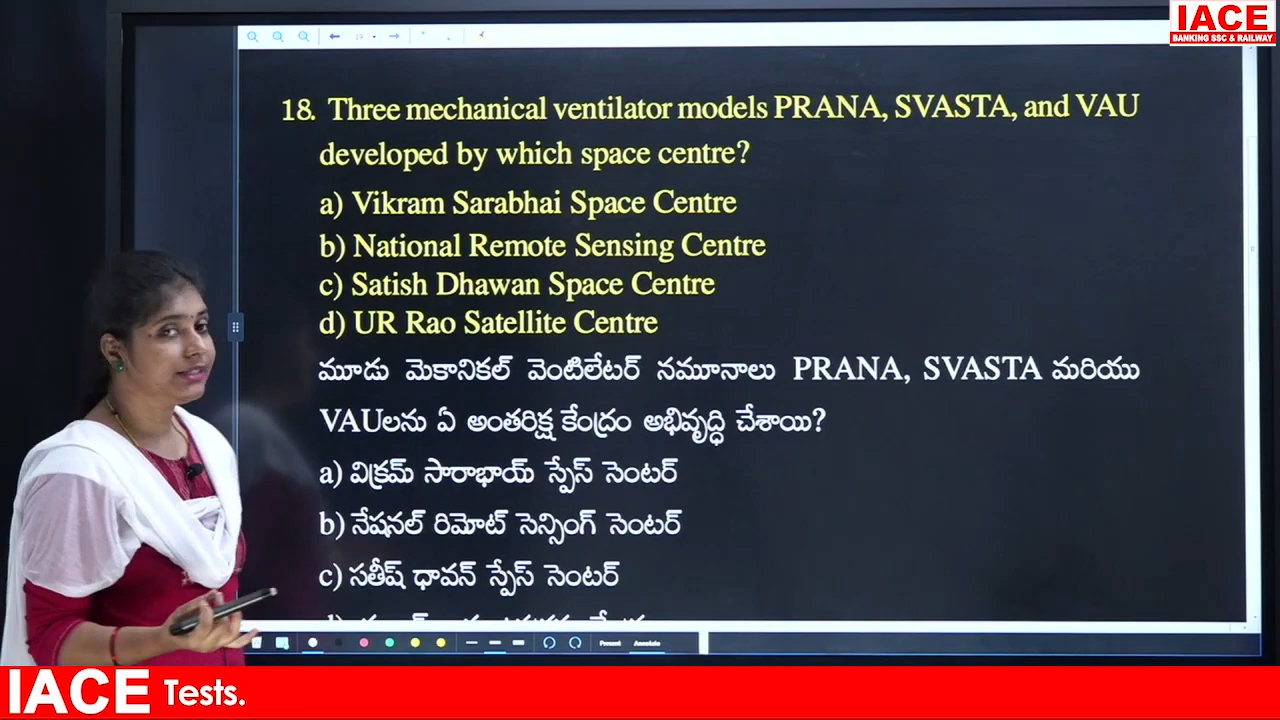 IACE
BANKING SSC & RAILWAY
18. Three mechanical ventilator models PRANA, SVASTA, and VAU
developed by which space centre?
a) Vikram Sarabhai Space Centre
b) National Remote Sensing Centre
c) Satish Dhawan Space Centre
d) UR Rao Satellite Centre
మూడు మెకానికల్ వెంటిలేటర్ నమూనాలు PRANA, SVASTA మరియు
VAUలను ఏ అంతరిక్ష కేంద్రం అభివృద్ధి చేశాయి?
a) విక్రమ్ సారాభాయ్ స్పేస్ సెంటర్
b) నేషనల్ రిమోట్ సెన్సింగ్ సెంటర్
c) సతీష్ ధావన్ స్పేస్ సెంటర్
Present Annotate
IACE Tests.